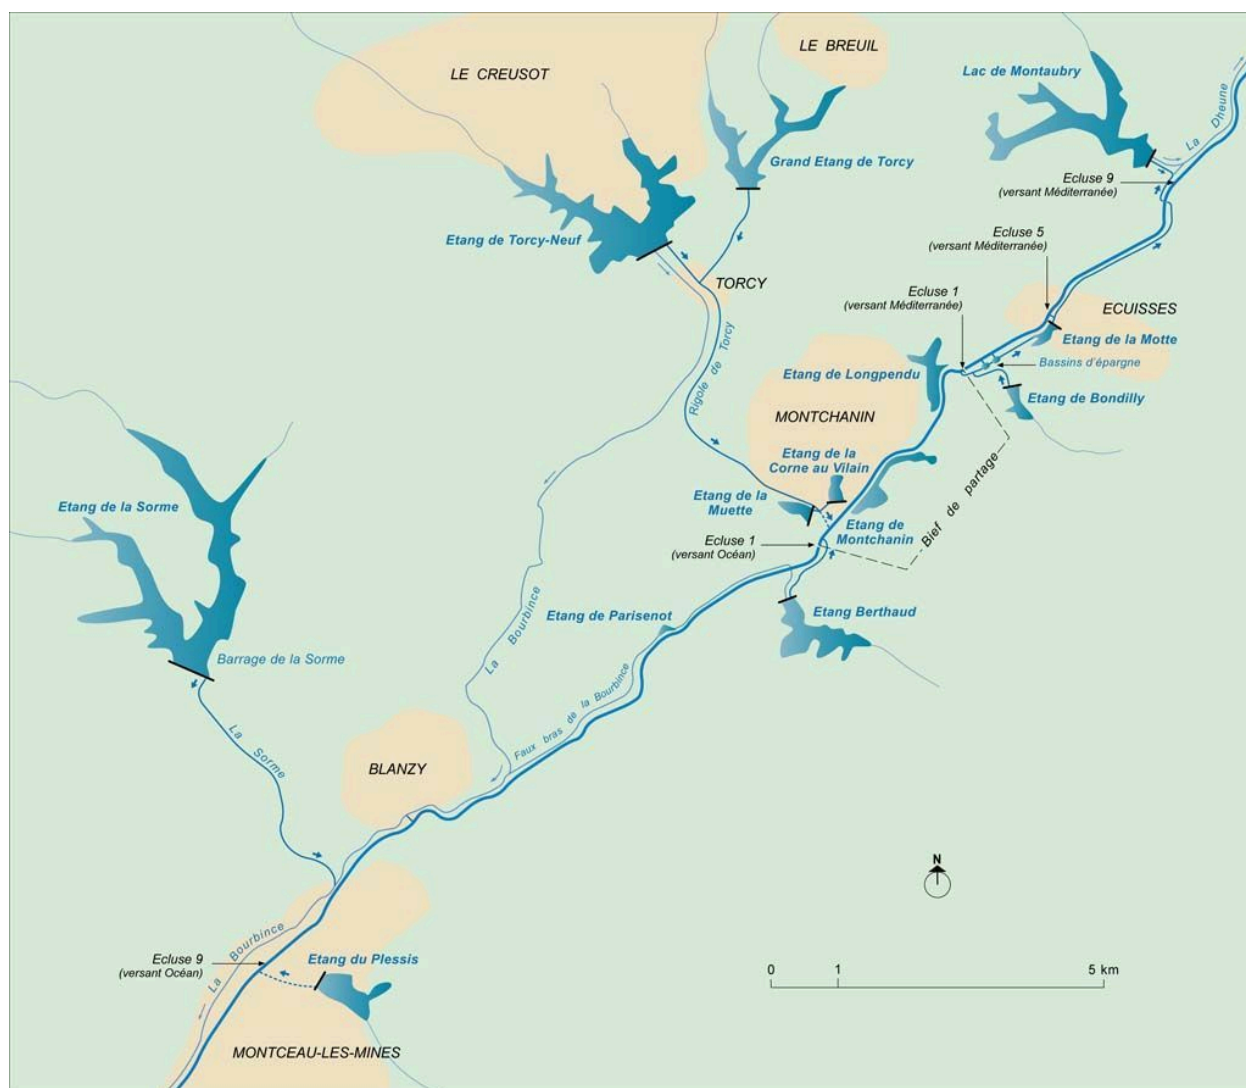 LE BREUIL
LE CREUSOT
Lac de Montaubry
La Dheune
Grand Etang de Torcy
Ecluse 9
(versant Méditerranée)
Etang de Torcy-Neuf
Ecluse 5
(versant Méditerranée)
TORCY
Ecluse 1
(versant Méditerranée)
ECUISSES
Rigole de Torcy
Etang de la Motte
Bassins d'épargne
Etang de Longpendu
Etang de Bondilly
MONTCHANIN
Etang de la
Corne au Vilain
Etang de la
Muette
Etang de la Sorme
Etang de
Montchanin
Bief de partage
Ecluse 1
(versant Océan)
Etang de Parisenot
Etang Berthaud
La Bourbince
Barrage de la Sorme
Faux bras de la Bourbince
La Sorme
BLANZY
N
La Bourbince
Ecluse 9
(versant Océan)
Etang du Plessis
0 1 5 km
MONTCEAU-LES-MINES